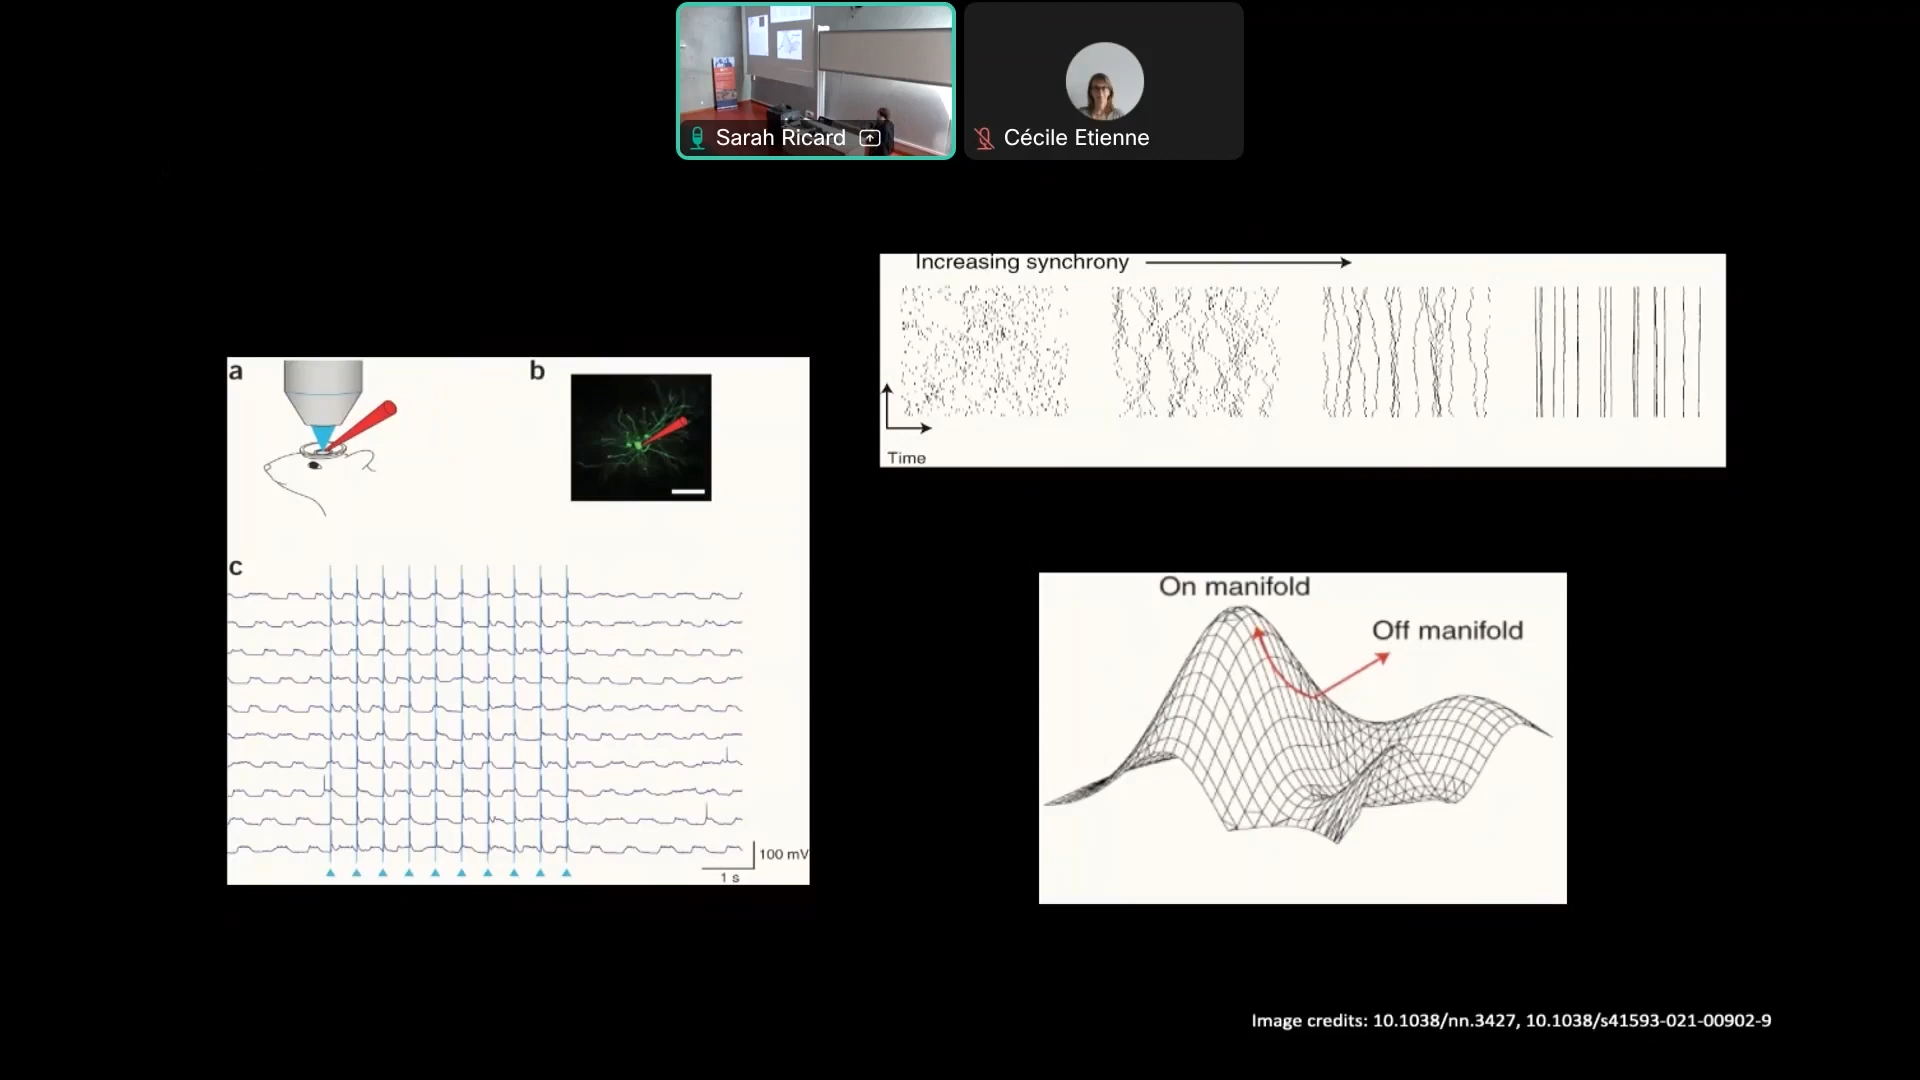 Sarah Ricard
Cécile Etienne
Increasing synchrony
Time
a
b
c
100 mV
1 s
On manifold
Off manifold
Image credits: 10.1038/nn.3427, 10.1038/s41593-021-00902-9